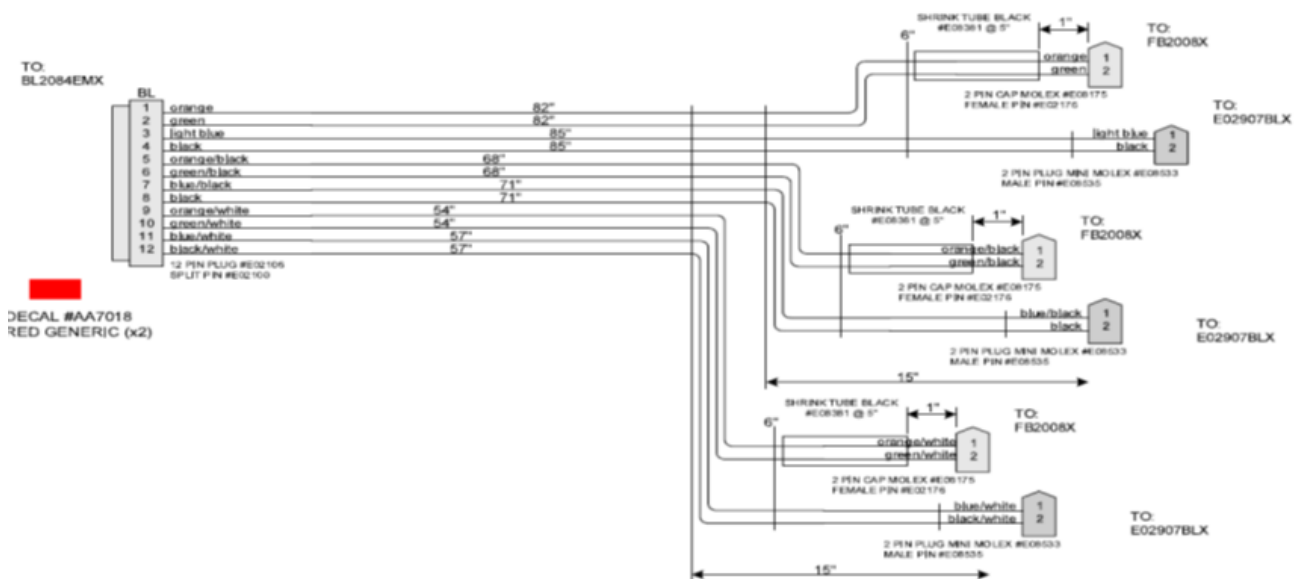 TO:
BL2084EMX
BL
1 orange 82"
2 green 82"
3 light blue 85"
4 black 85"
5 orange/black 68"
6 green/black 68"
7 blue/black 71"
8 black 71"
9 orange/white 54"
10 green/white 54"
11 blue/white 57"
12 black/white 57"
SPLIT PIN #E02100
DECAL #AA7018
RED GENERIC (x2)
SHRINK TUBE BLACK
#E08381 @ 5"
6"
1"
TO:
FB2008X
orange 1
green 2
2 PIN CAP MOLEX #E08175
FEMALE PIN #E02176
TO:
E02907BLX
light blue 1
black 2
2 PIN PLUG MINI MOLEX #E08533
MALE PIN #E08535
SHRINK TUBE BLACK
#E08381 @ 5"
6"
1"
TO:
FB2008X
orange/black 1
green/black 2
2 PIN CAP MOLEX #E08175
FEMALE PIN #E02176
blue/black 1
black 2
TO:
E02907BLX
2 PIN PLUG MINI MOLEX #E08533
MALE PIN #E08535
15"
SHRINK TUBE BLACK
#E08381 @ 5"
6"
1"
TO:
FB2008X
orange/white 1
green/white 2
2 PIN CAP MOLEX #E08175
FEMALE PIN #E02176
blue/white 1
black/white 2
TO:
E02907BLX
2 PIN PLUG MINI MOLEX #E08533
MALE PIN #E08535
15"